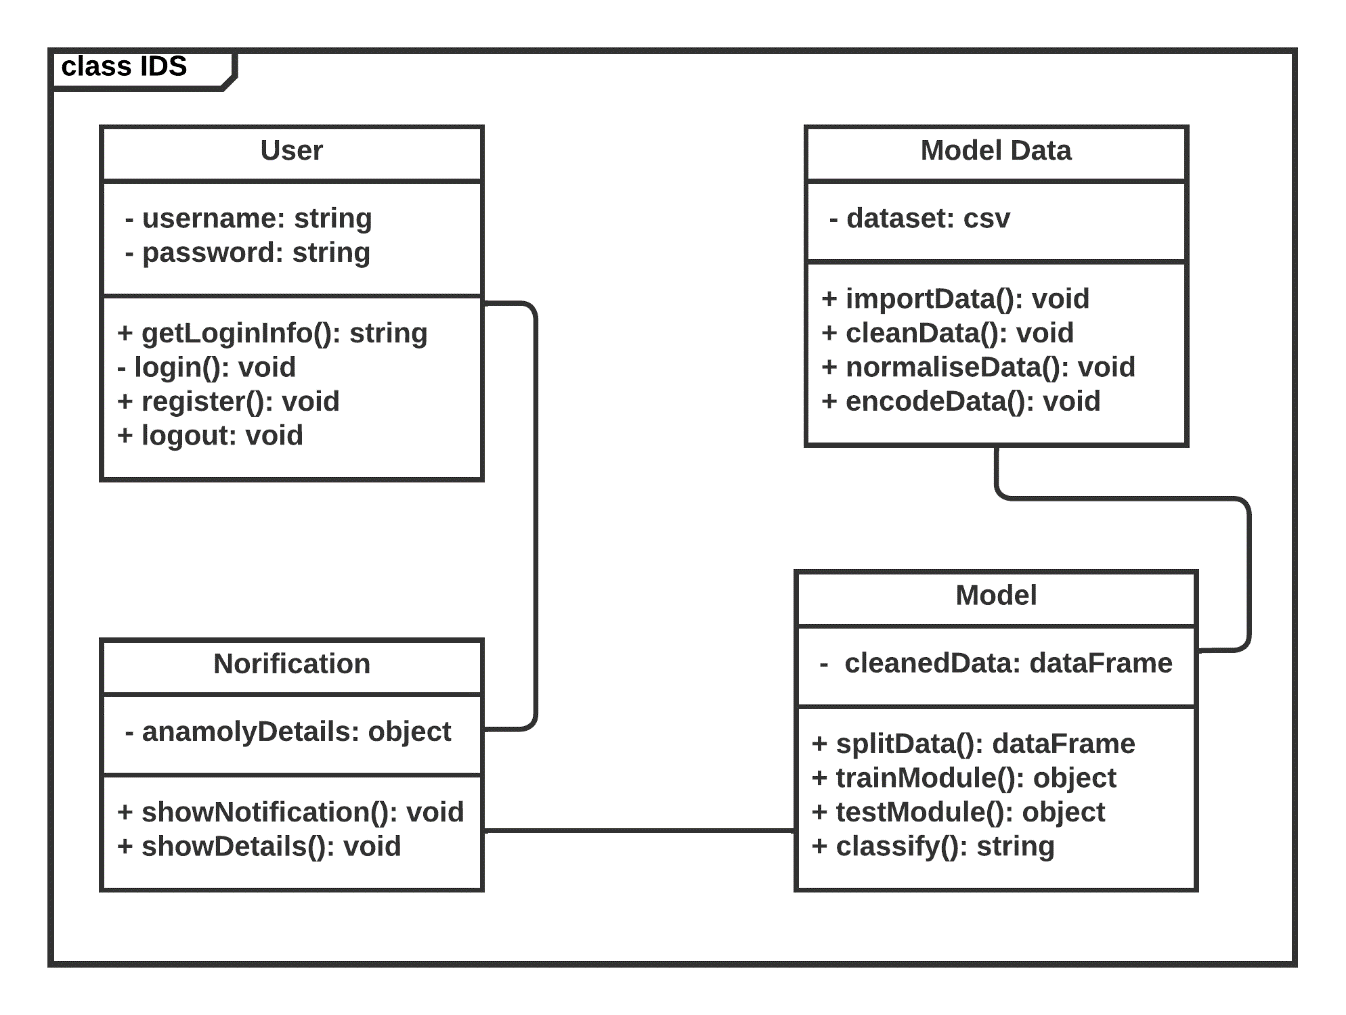 class IDS
User
- username: string
- password: string
+ getLoginInfo(): string
- login(): void
+ register(): void
+ logout: void
Model Data
- dataset: csv
+ importData(): void
+ cleanData(): void
+ normaliseData(): void
+ encodeData(): void
Norification
- anamolyDetails: object
+ showNotification(): void
+ showDetails(): void
Model
- cleanedData: dataFrame
+ splitData(): dataFrame
+ trainModule(): object
+ testModule(): object
+ classify(): string